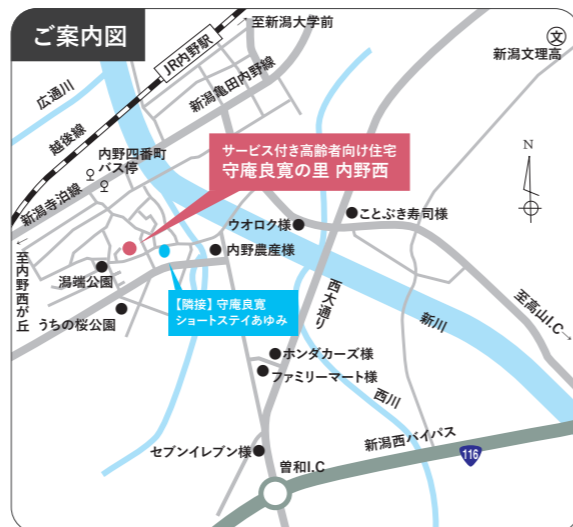 ご案内図
→至新潟大学前
JR内野駅
文
新潟文理高
広通川
新潟亀田内野線
越後線
内野四番町
バス停
サービス付き高齢者向け住宅
守庵良寛の里 内野西
N
新潟寺泊線
ウオロク様
ことぶき寿司様
内野農産様
←至内野西が丘
潟端公園
【隣接】守庵良寛
ショートステイあゆみ
西大通り
新川
至高山I.C→
うちの桜公園
ホンダカーズ様
ファミリーマート様
西川
新潟西バイパス
セブンイレブン様
116
曽和I.C